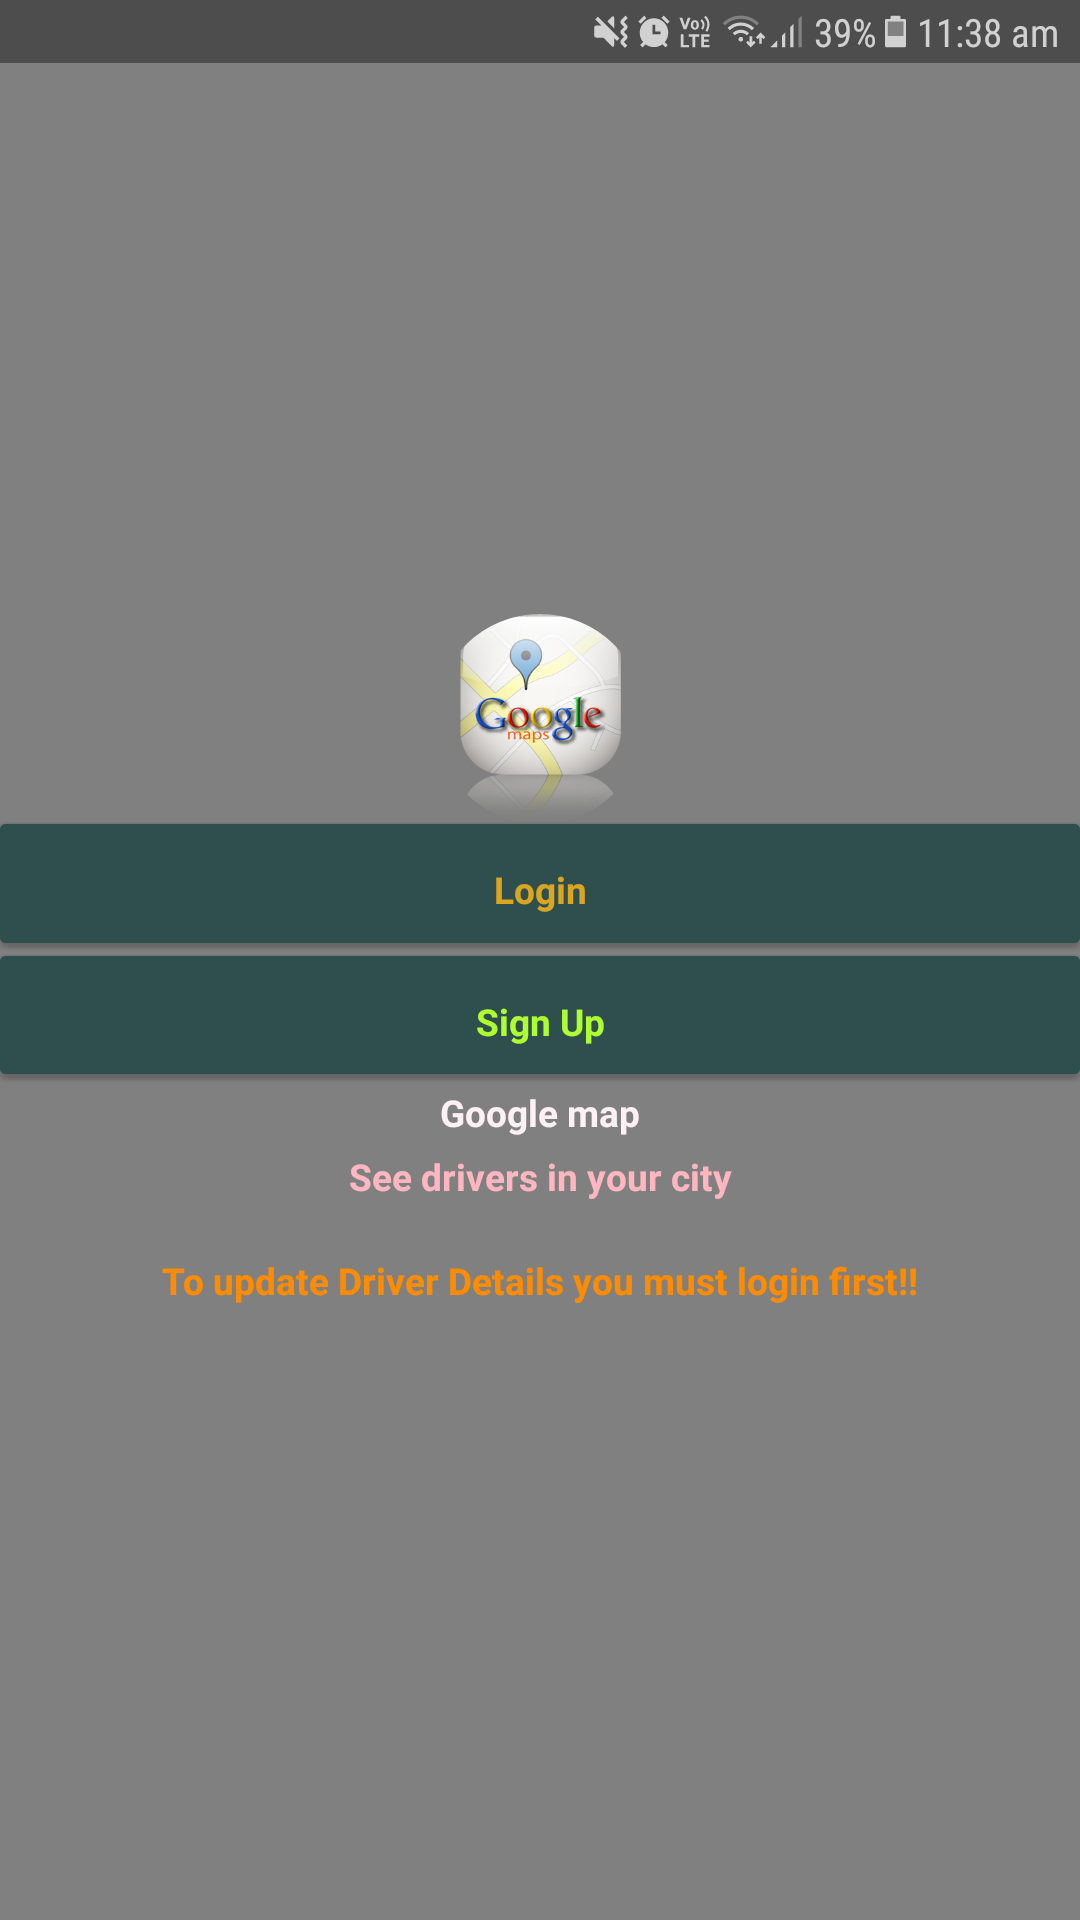 Vo)) LTE 39% 11:38 am
Google
maps
Login
Sign Up
Google map
See drivers in your city
To update Driver Details you must login first!!